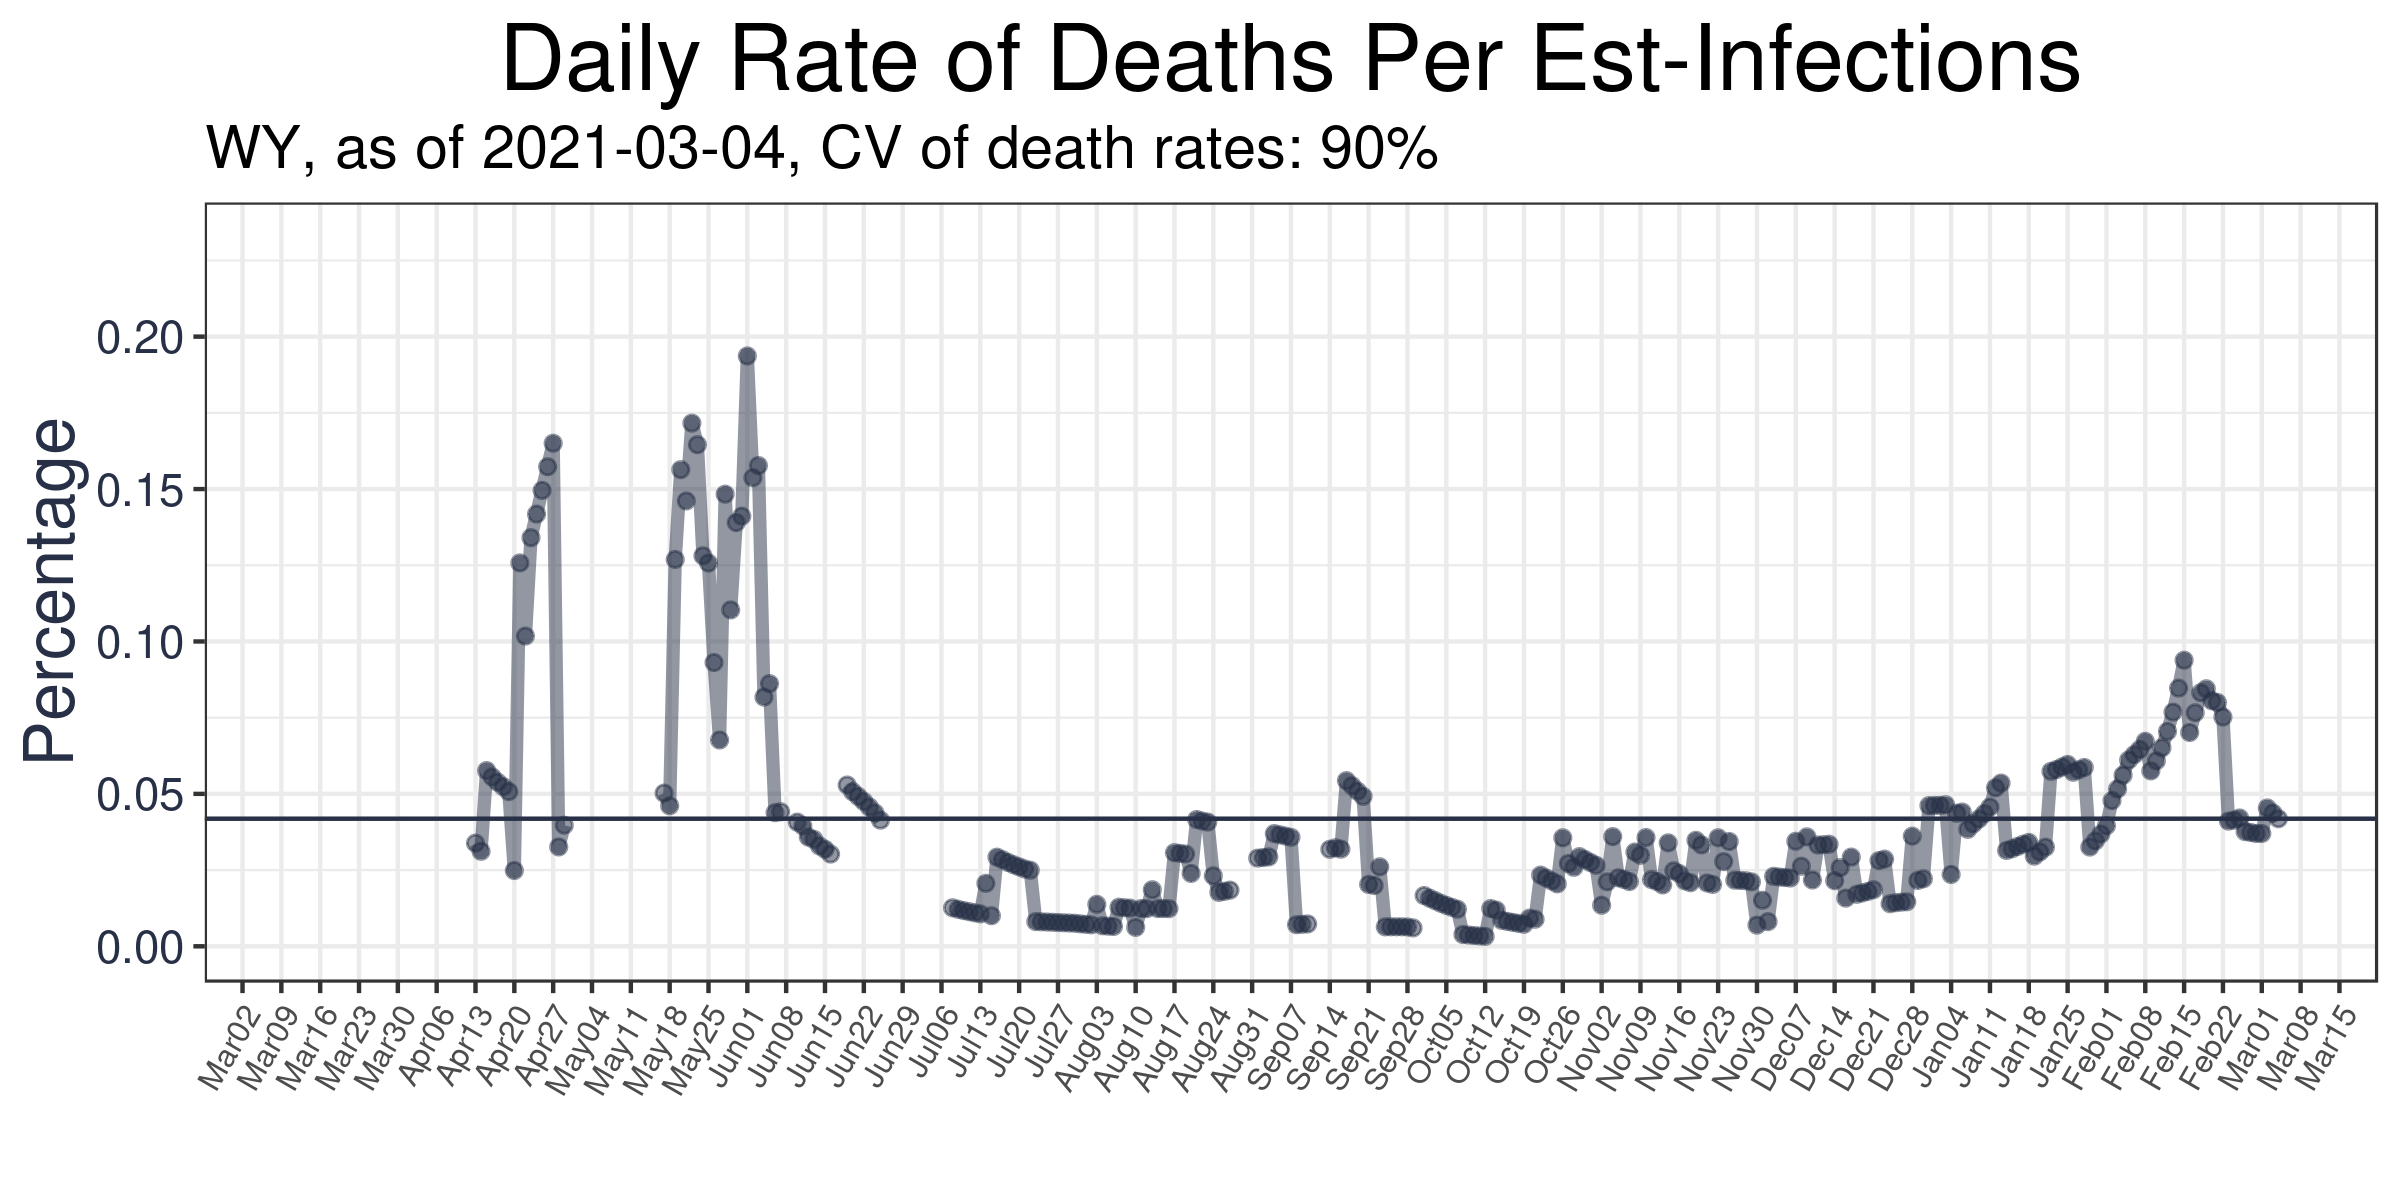 Daily Rate of Deaths Per Est-Infections
WY, as of 2021-03-04, CV of death rates: 90%
Percentage
0.20
0.15
0.10
0.05
0.00
Mar02
Mar09
Mar16
Mar23
Mar30
Apr06
Apr13
Apr20
Apr27
May04
May11
May18
May25
Jun01
Jun08
Jun15
Jun22
Jun29
Jul06
Jul13
Jul20
Jul27
Aug03
Aug10
Aug17
Aug24
Aug31
Sep07
Sep14
Sep21
Sep28
Oct05
Oct12
Oct19
Oct26
Nov02
Nov09
Nov16
Nov23
Nov30
Dec07
Dec14
Dec21
Dec28
Jan04
Jan11
Jan18
Jan25
Feb01
Feb08
Feb15
Feb22
Mar01
Mar08
Mar15